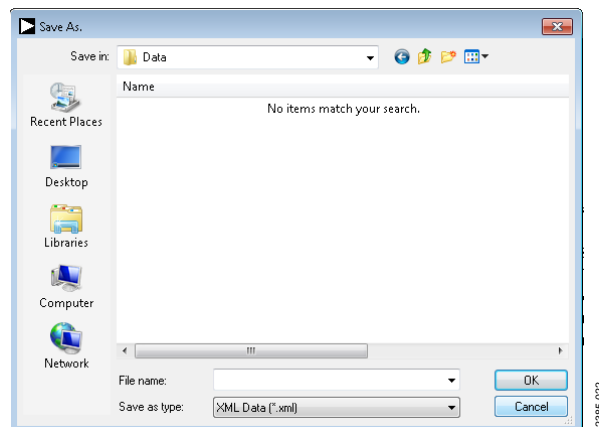 Save As.
Save in:
Data
Name
No items match your search.
Recent Places
Desktop
Libraries
Computer
Network
File name:
OK
Save as type:
XML Data (*.xml)
Cancel